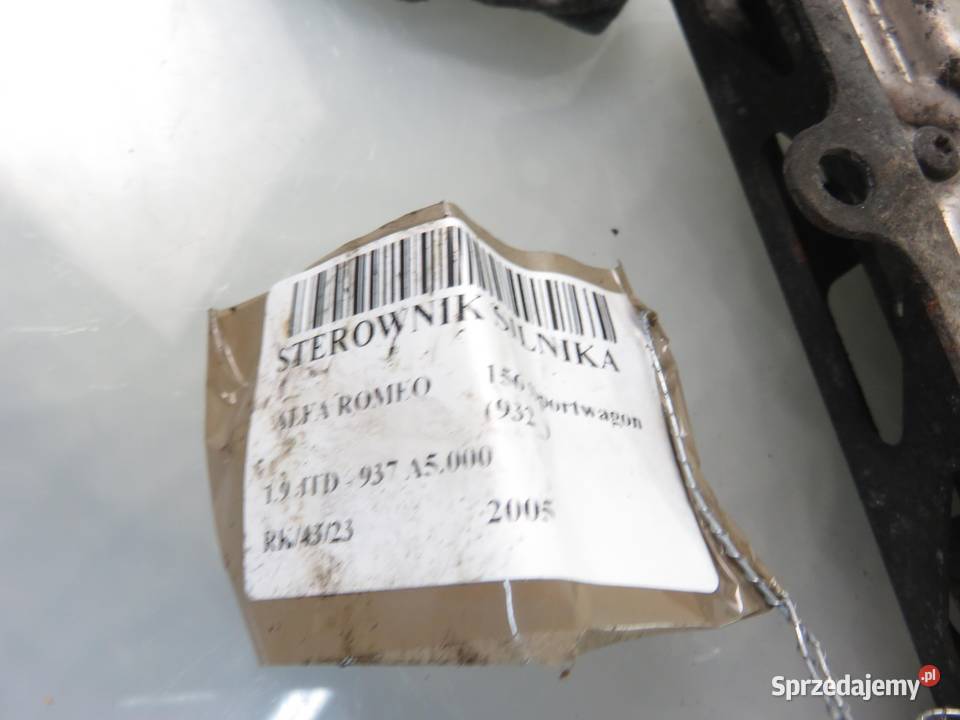 STEROWNIK SILNIKA
ALFA ROMEO
156 Sportwagon
(932)
1.9 JTD - 937 A5.000
RK/43/23
2005
Sprzedajemy.pl